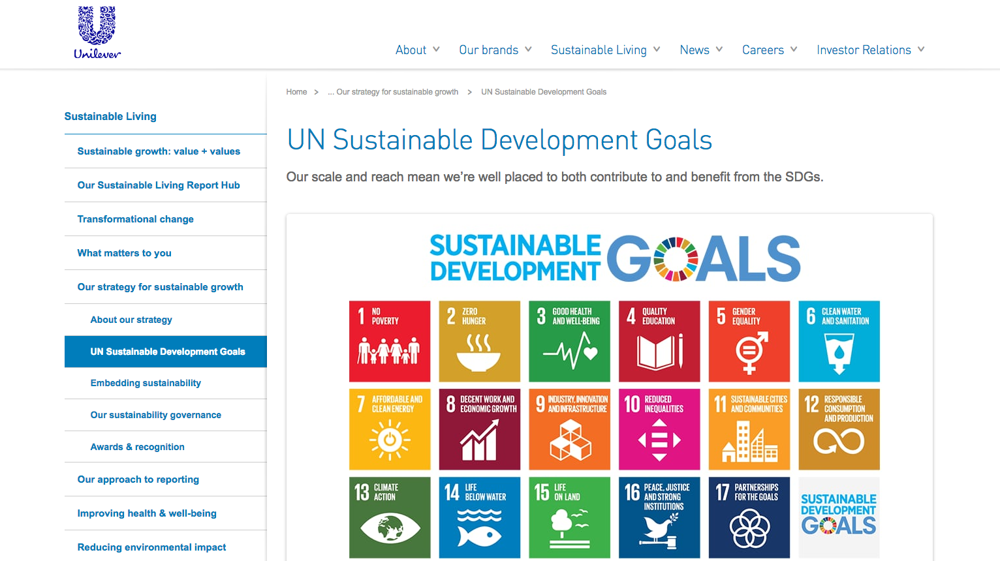 Unilever
About
Our brands
Sustainable Living
News
Careers
Investor Relations
Home > ... Our strategy for sustainable growth > UN Sustainable Development Goals
Sustainable Living
Sustainable growth: value + values
Our Sustainable Living Report Hub
Transformational change
What matters to you
Our strategy for sustainable growth
About our strategy
UN Sustainable Development Goals
Embedding sustainability
Our sustainability governance
Awards & recognition
Our approach to reporting
Improving health & well-being
Reducing environmental impact
UN Sustainable Development Goals
Our scale and reach mean we’re well placed to both contribute to and benefit from the SDGs.
SUSTAINABLE
DEVELOPMENT
GOALS
1 NO
POVERTY
2 ZERO
HUNGER
3 GOOD HEALTH
AND WELL-BEING
4 QUALITY
EDUCATION
5 GENDER
EQUALITY
6 CLEAN WATER
AND SANITATION
7 AFFORDABLE AND
CLEAN ENERGY
8 DECENT WORK AND
ECONOMIC GROWTH
9 INDUSTRY, INNOVATION
AND INFRASTRUCTURE
10 REDUCED
INEQUALITIES
11 SUSTAINABLE CITIES
AND COMMUNITIES
12 RESPONSIBLE
CONSUMPTION
AND PRODUCTION
13 CLIMATE
ACTION
14 LIFE
BELOW WATER
15 LIFE
ON LAND
16 PEACE, JUSTICE
AND STRONG
INSTITUTIONS
17 PARTNERSHIPS
FOR THE GOALS
SUSTAINABLE
DEVELOPMENT
GOALS